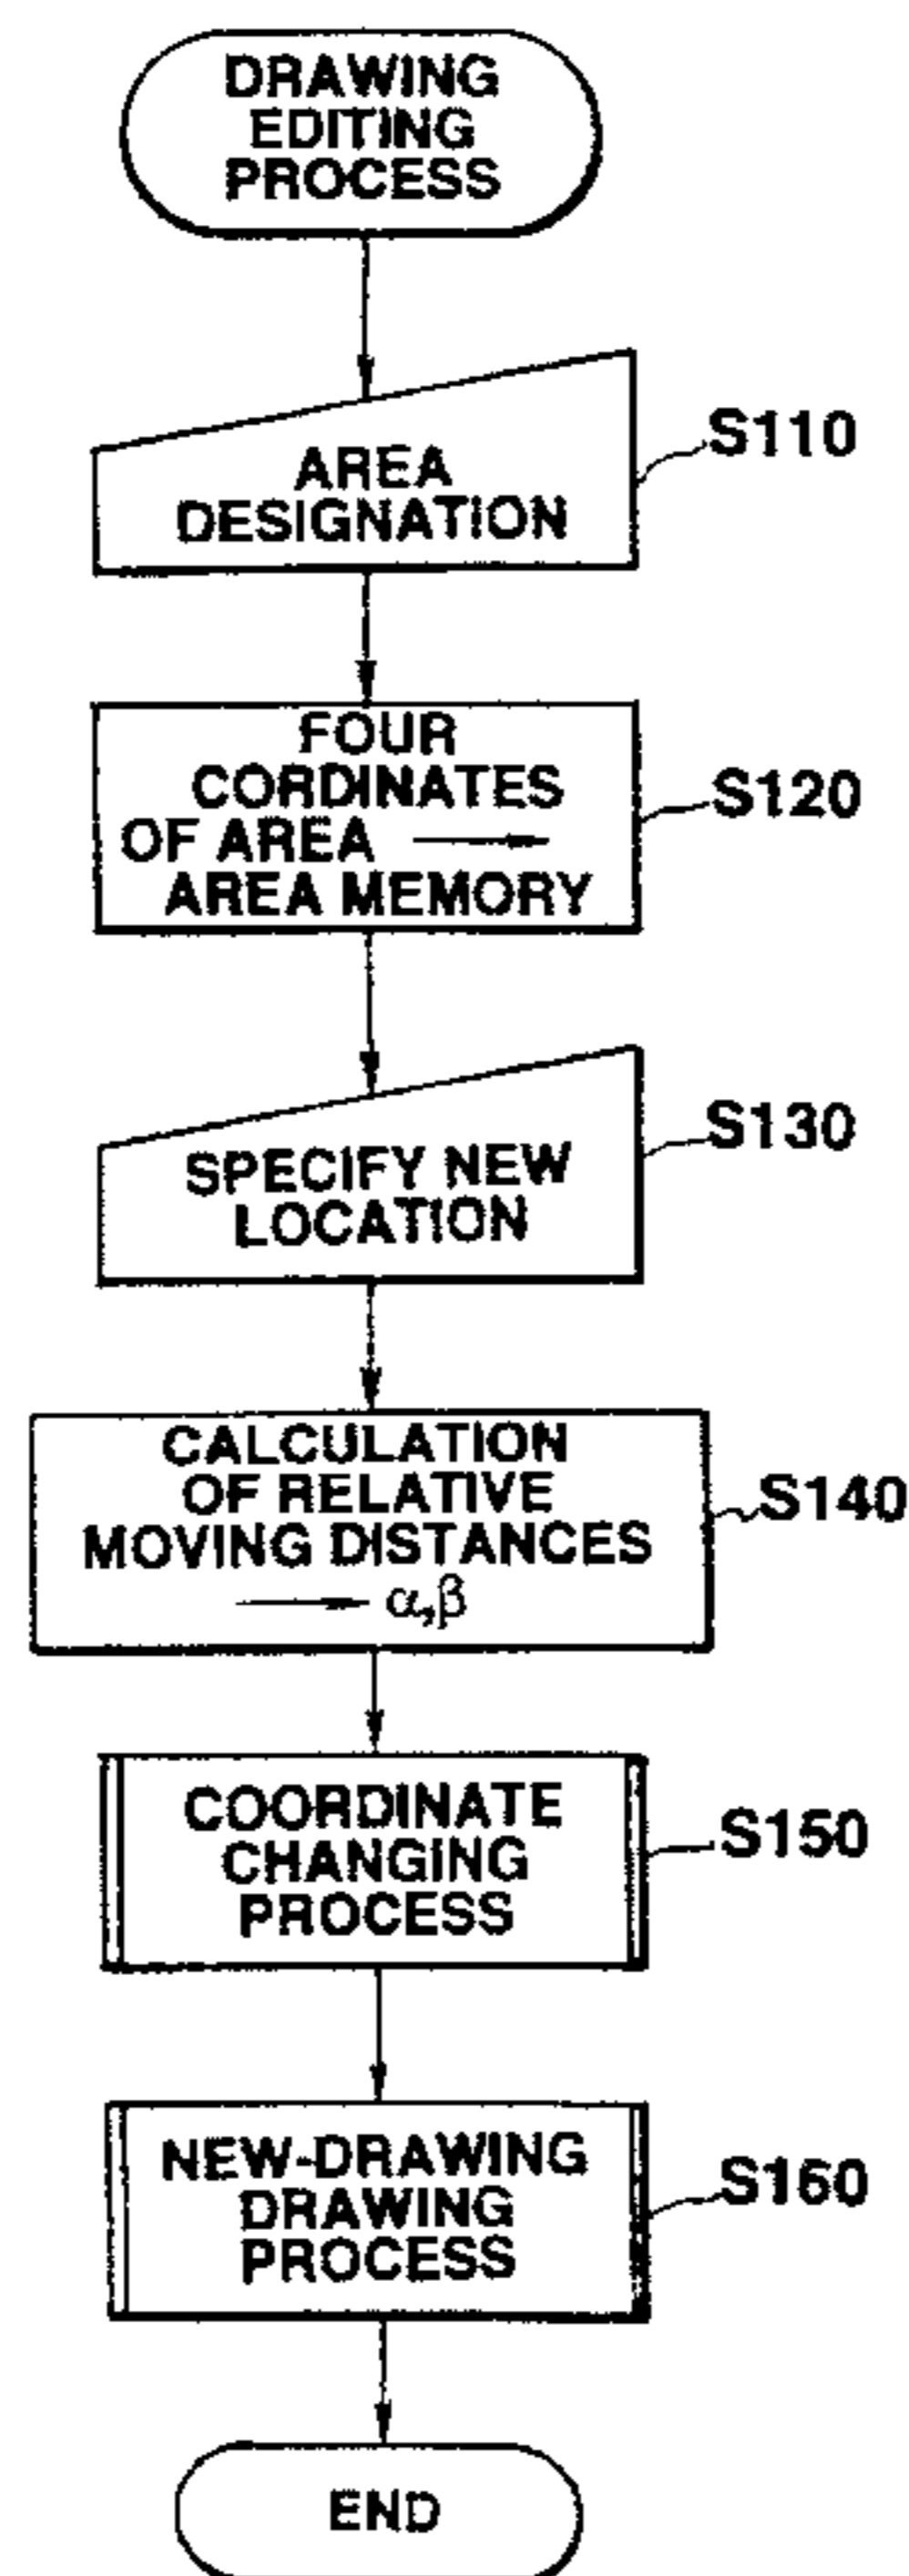 DRAWING
EDITING
PROCESS
AREA
DESIGNATION
S110
FOUR
CORDINATES
OF AREA →
AREA MEMORY
S120
SPECIFY NEW
LOCATION
S130
CALCULATION
OF RELATIVE
MOVING DISTANCES
→ α,β
S140
COORDINATE
CHANGING
PROCESS
S150
NEW-DRAWING
DRAWING
PROCESS
S160
END